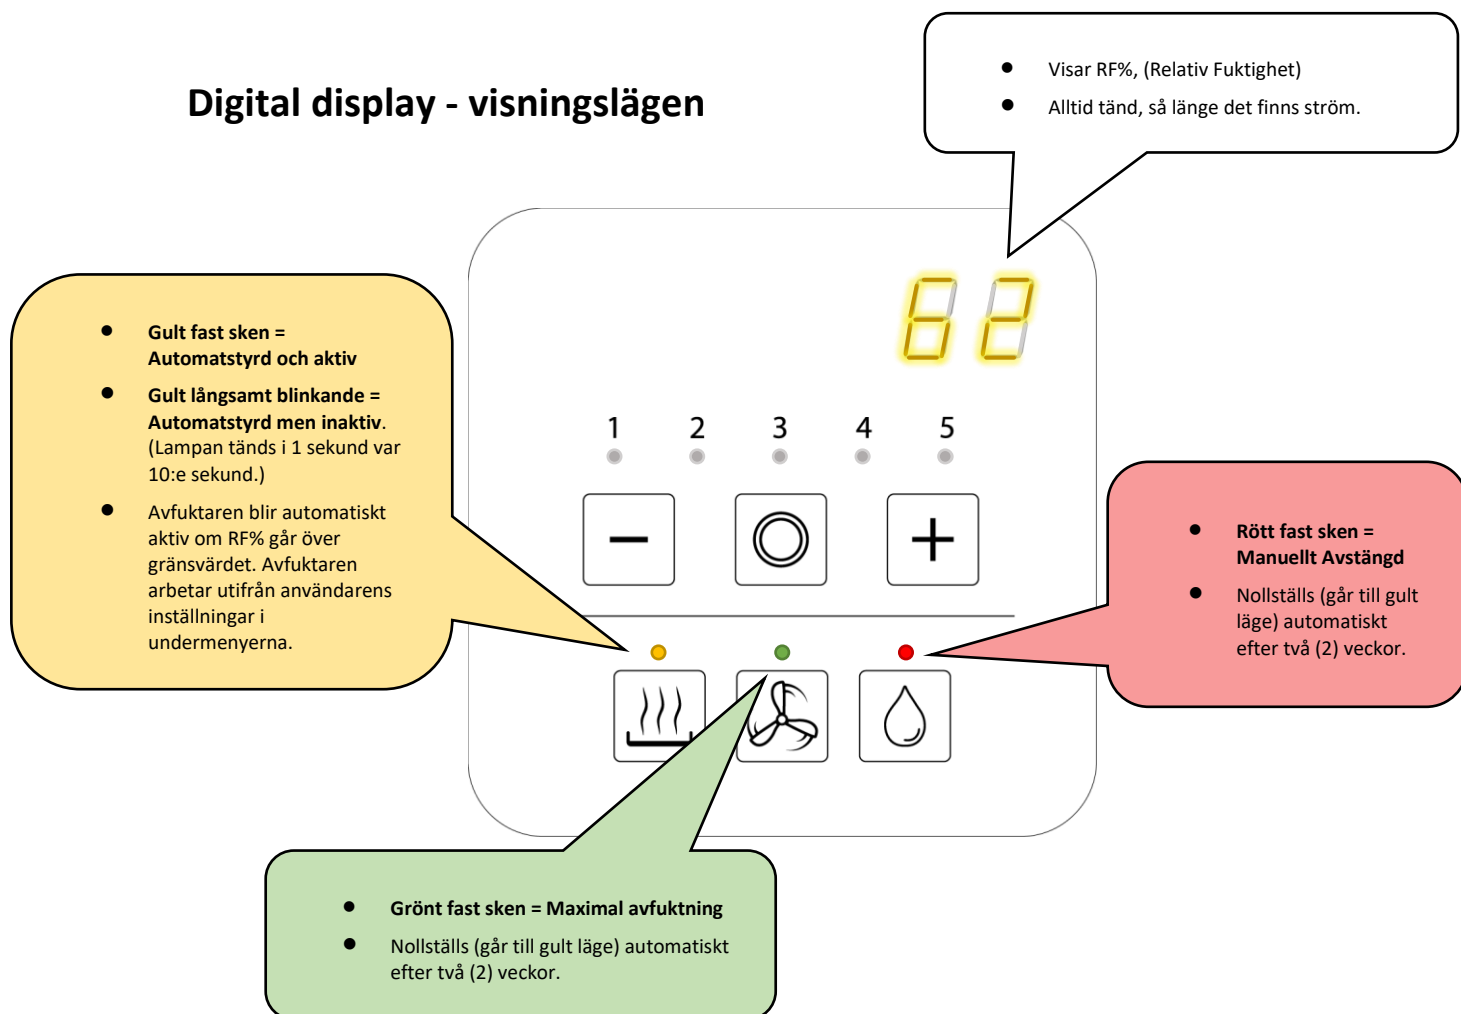 Digital display - visningslägen
• Visar RF%, (Relativ Fuktighet)
• Alltid tänd, så länge det finns ström.
62
• Gult fast sken =
Automatstyrd och aktiv
• Gult långsamt blinkande =
Automatstyrd men inaktiv.
(Lampan tänds i 1 sekund var
10:e sekund.)
• Avfuktaren blir automatiskt
aktiv om RF% går över
gränsvärdet. Avfuktaren
arbetar utifrån användarens
inställningar i
undermenyerna.
1 2 3 4 5
• Rött fast sken =
Manuellt Avstängd
• Nollställs (går till gult
läge) automatiskt
efter två (2) veckor.
• Grönt fast sken = Maximal avfuktning
• Nollställs (går till gult läge) automatiskt
efter två (2) veckor.